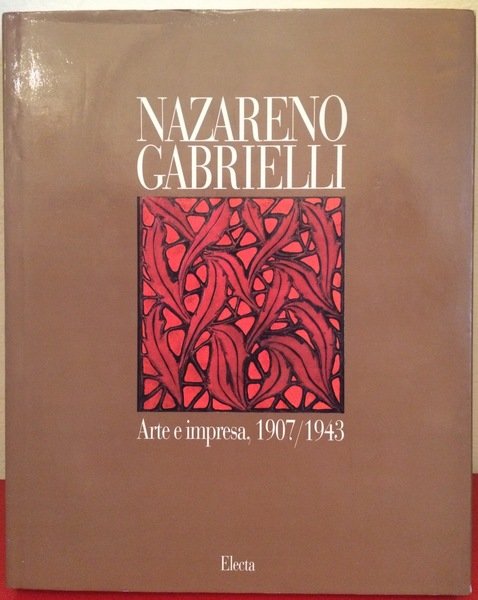 NAZARENO
GABRIELLI
Arte e impresa, 1907/1943
Electa